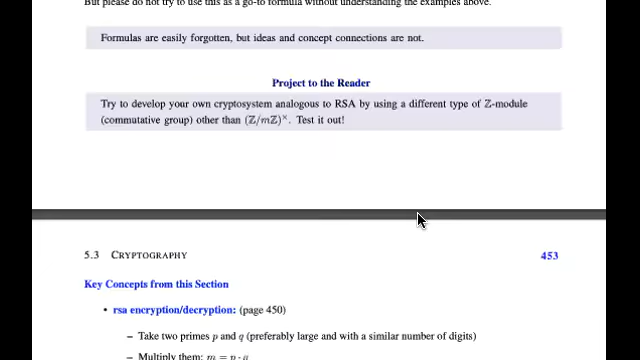 But please do not try to use this as a go-to formula without understanding the examples above.
Formulas are easily forgotten, but ideas and concept connections are not.
Project to the Reader
Try to develop your own cryptosystem analogous to RSA by using a different type of ℤ-module
(commutative group) other than (ℤ/mℤ)×. Test it out!
5.3 CRYPTOGRAPHY 453
Key Concepts from this Section
• rsa encryption/decryption: (page 450)
– Take two primes p and q (preferably large and with a similar number of digits)
– Multiply them: m = p · q